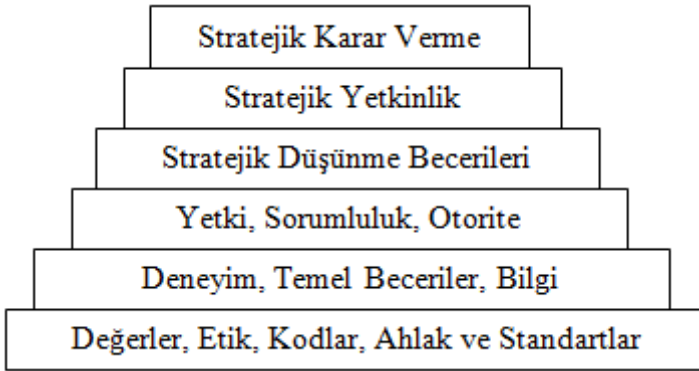 Stratejik Karar Verme
Stratejik Yetkinlik
Stratejik Düşünme Becerileri
Yetki, Sorumluluk, Otorite
Deneyim, Temel Beceriler, Bilgi
Değerler, Etik, Kodlar, Ahlak ve Standartlar